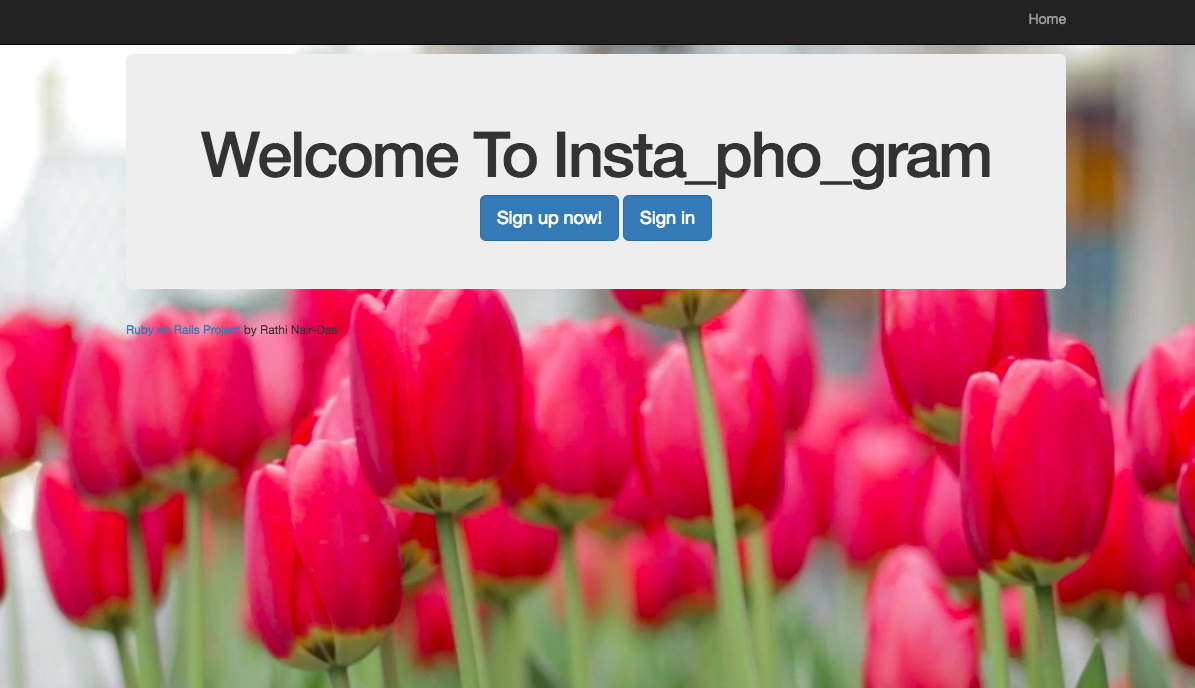 Home
Welcome To Insta_pho_gram
Sign up now! Sign in
Ruby on Rails Project by Rathi Nair-Das